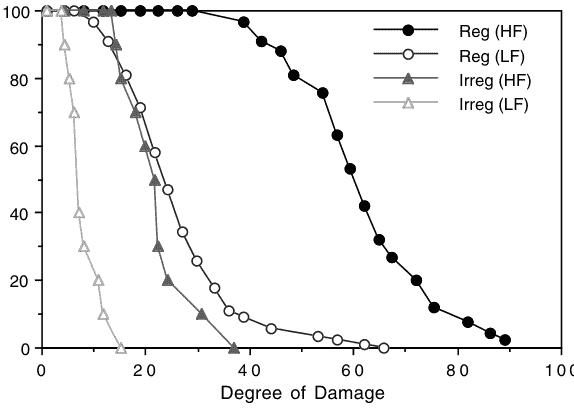 100
80
60
40
20
0
Reg (HF)
Reg (LF)
Irreg (HF)
Irreg (LF)
0 20 40 60 80 100
Degree of Damage